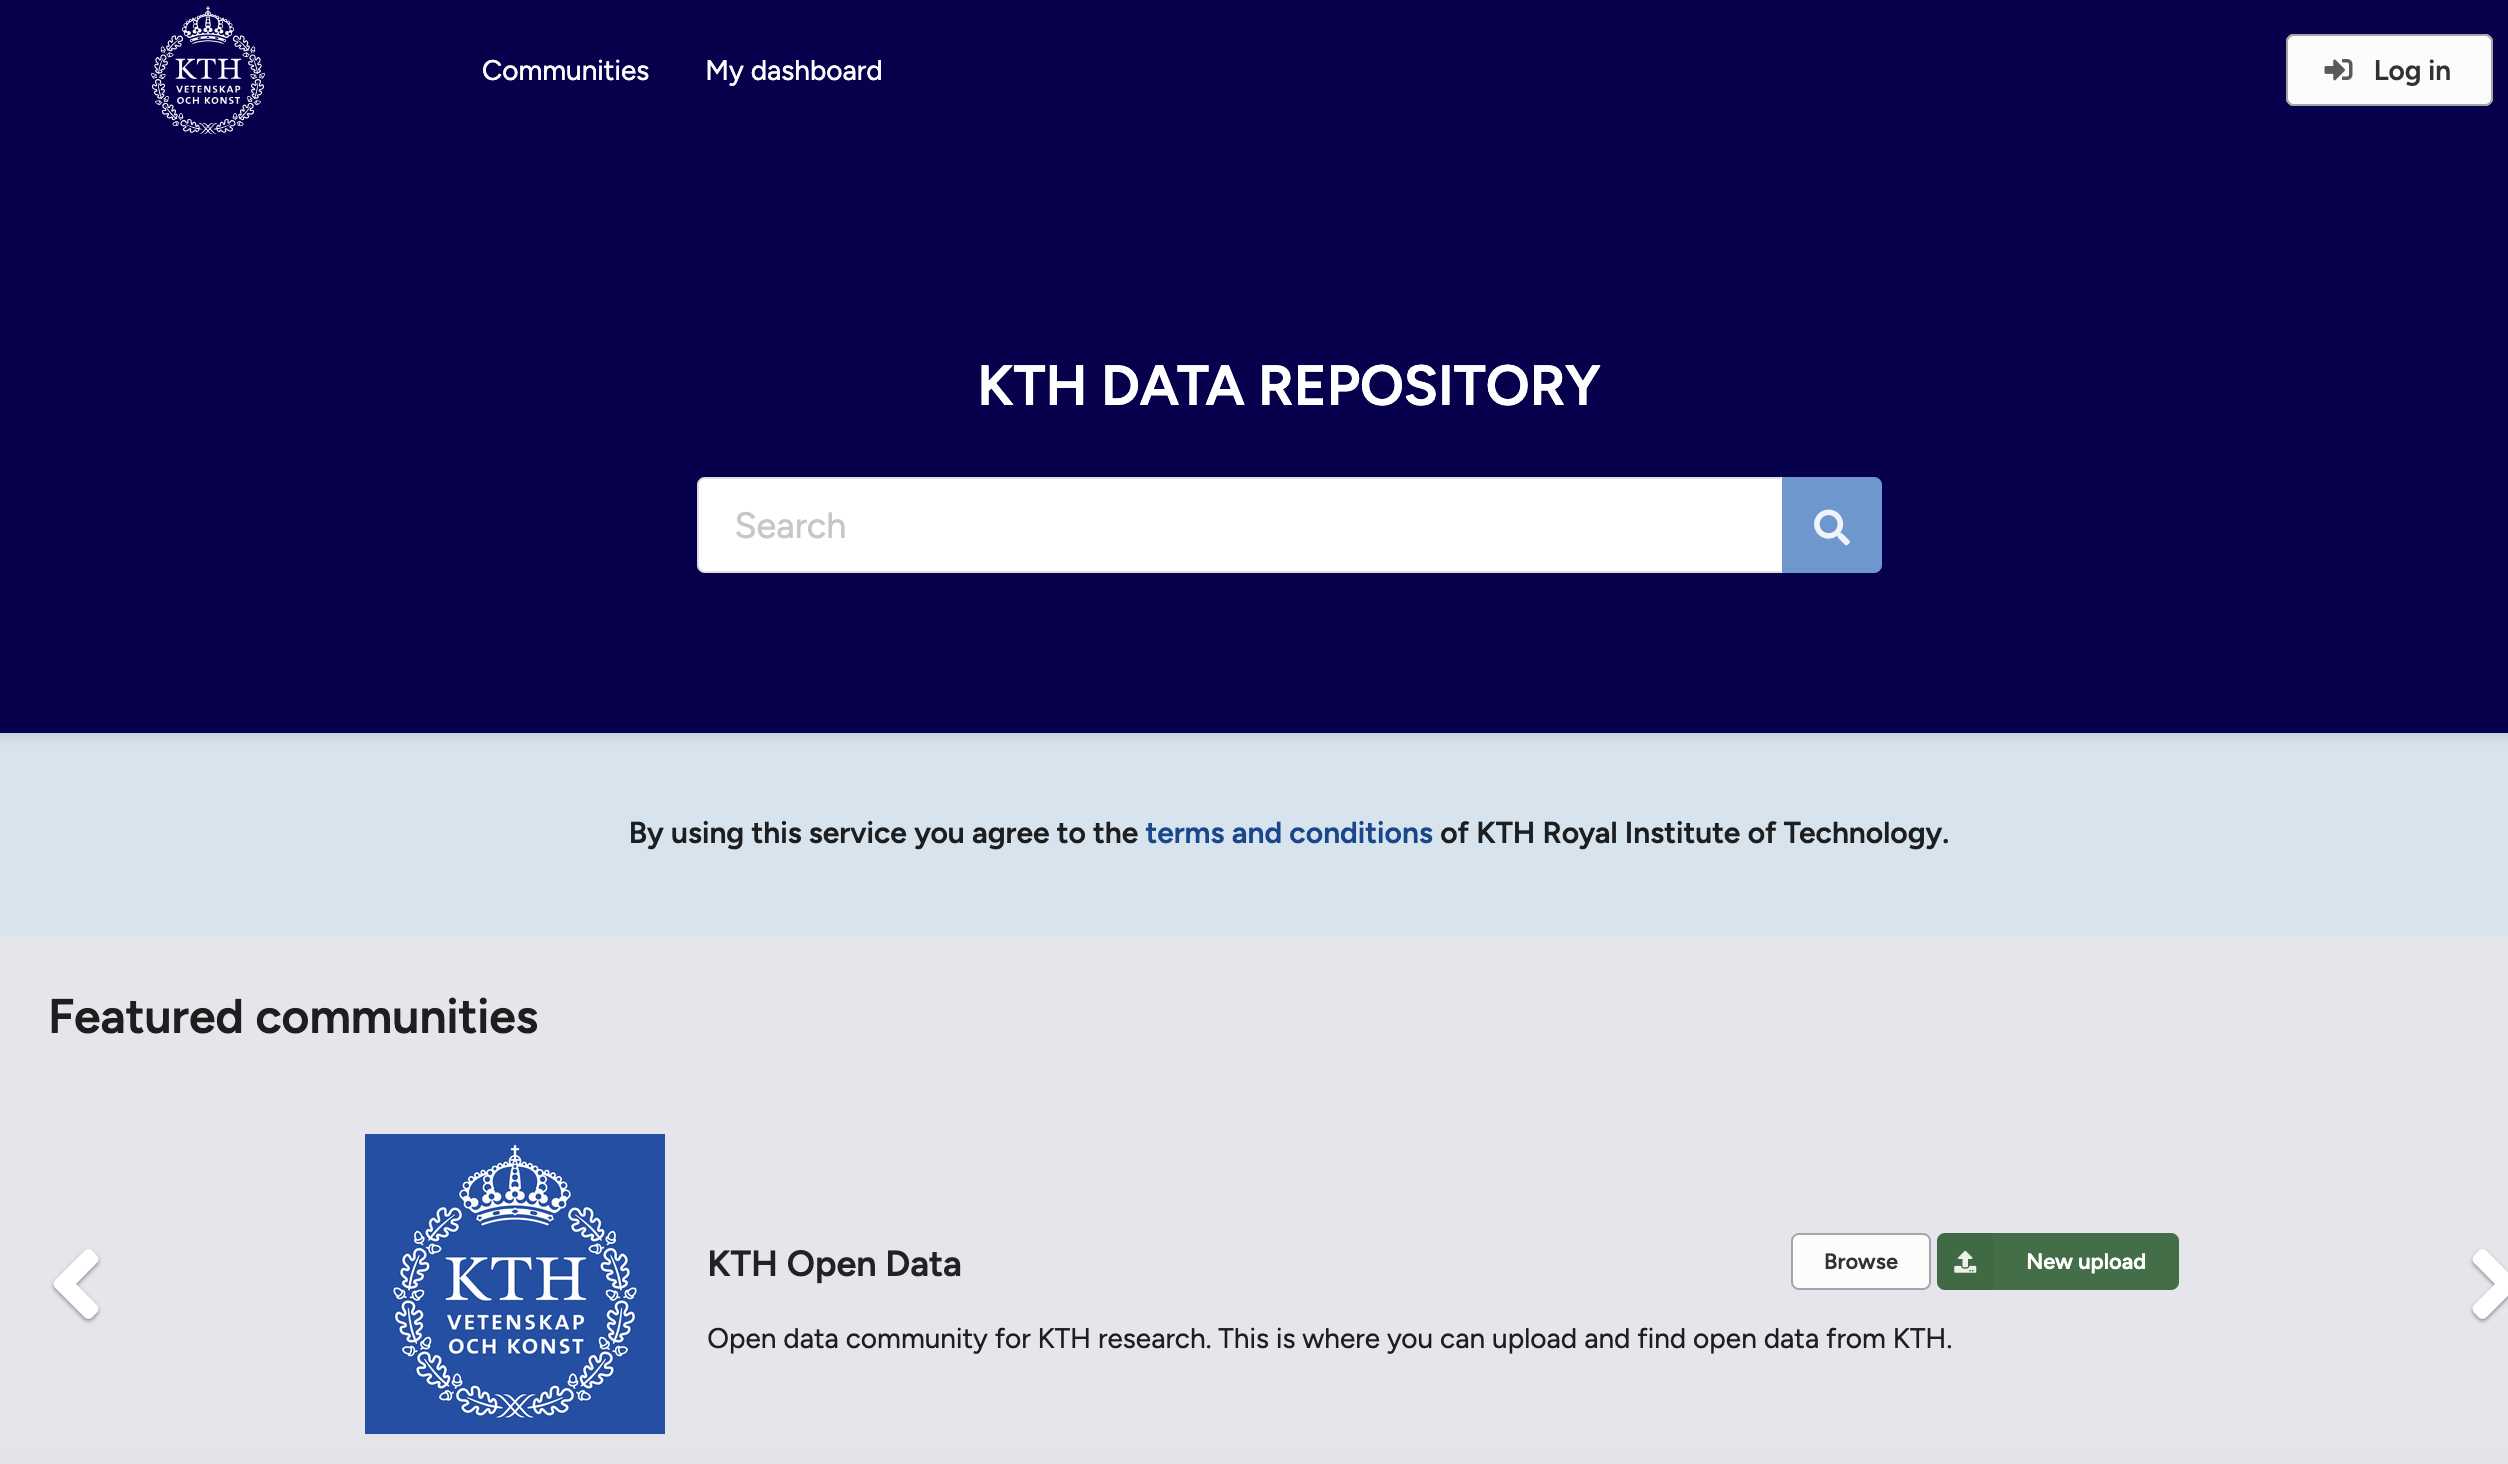 KTH
VETENSKAP
OCH KONST
Communities
My dashboard
Log in
KTH DATA REPOSITORY
Search
By using this service you agree to the terms and conditions of KTH Royal Institute of Technology.
Featured communities
KTH
VETENSKAP
OCH KONST
KTH Open Data
Browse
New upload
Open data community for KTH research. This is where you can upload and find open data from KTH.